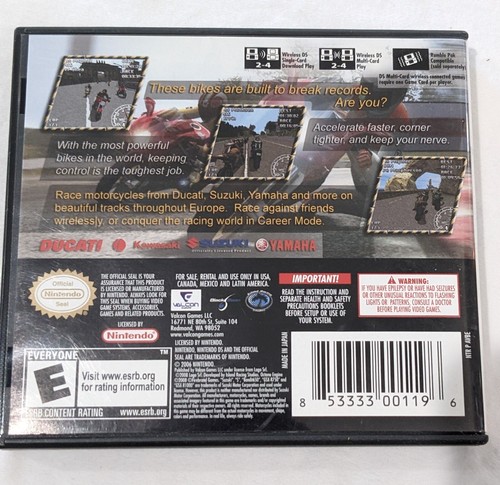 Wireless DS
Single-Card
Download Play
2-4
Wireless DS
Multi-Card
Play
2-4
Rumble Pak
Compatible
(sold separately)
DS Multi-Card wireless connected games
require one Game Card per player.
These bikes are built to break records.
Are you?
With the most powerful
bikes in the world, keeping
control is the toughest job.
Accelerate faster, corner
tighter, and keep your nerve.
Race motorcycles from Ducati, Suzuki, Yamaha and more on
beautiful tracks throughout Europe. Race against friends
wirelessly, or conquer the racing world in Career Mode.
DUCATI Kawasaki SUZUKI YAMAHA
Official
Nintendo
Seal
THE OFFICIAL SEAL IS YOUR
ASSURANCE THAT THIS PRODUCT
IS LICENSED OR MANUFACTURED
BY NINTENDO. ALWAYS LOOK FOR
THIS SEAL WHEN BUYING VIDEO
GAME SYSTEMS, ACCESSORIES,
GAMES AND RELATED PRODUCTS.
LICENSED BY
Nintendo
FOR SALE, RENTAL AND USE ONLY IN USA,
CANADA, MEXICO AND LATIN AMERICA.
VALCON
Valcon Games LLC
16771 NE 80th St, Suite 104
Redmond, WA 98052
www.valcongames.com
LICENSED BY NINTENDO.
NINTENDO, NINTENDO DS AND THE OFFICIAL
SEAL ARE TRADEMARKS OF NINTENDO.
© 2006 NINTENDO.
IMPORTANT!
READ THE INSTRUCTION AND
SEPARATE HEALTH AND SAFETY
PRECAUTIONS BOOKLETS
BEFORE SETUP OR USE OF
YOUR SYSTEM.
WARNING:
IF YOU HAVE EPILEPSY OR HAVE HAD SEIZURES
OR OTHER UNUSUAL REACTIONS TO FLASHING
LIGHTS OR PATTERNS, CONSULT A DOCTOR
BEFORE PLAYING VIDEO GAMES.
MADE IN JAPAN
EVERYONE
E
ESRB CONTENT RATING
Visit www.esrb.org
for rating information
www.esrb.org
8 53333 00119 6